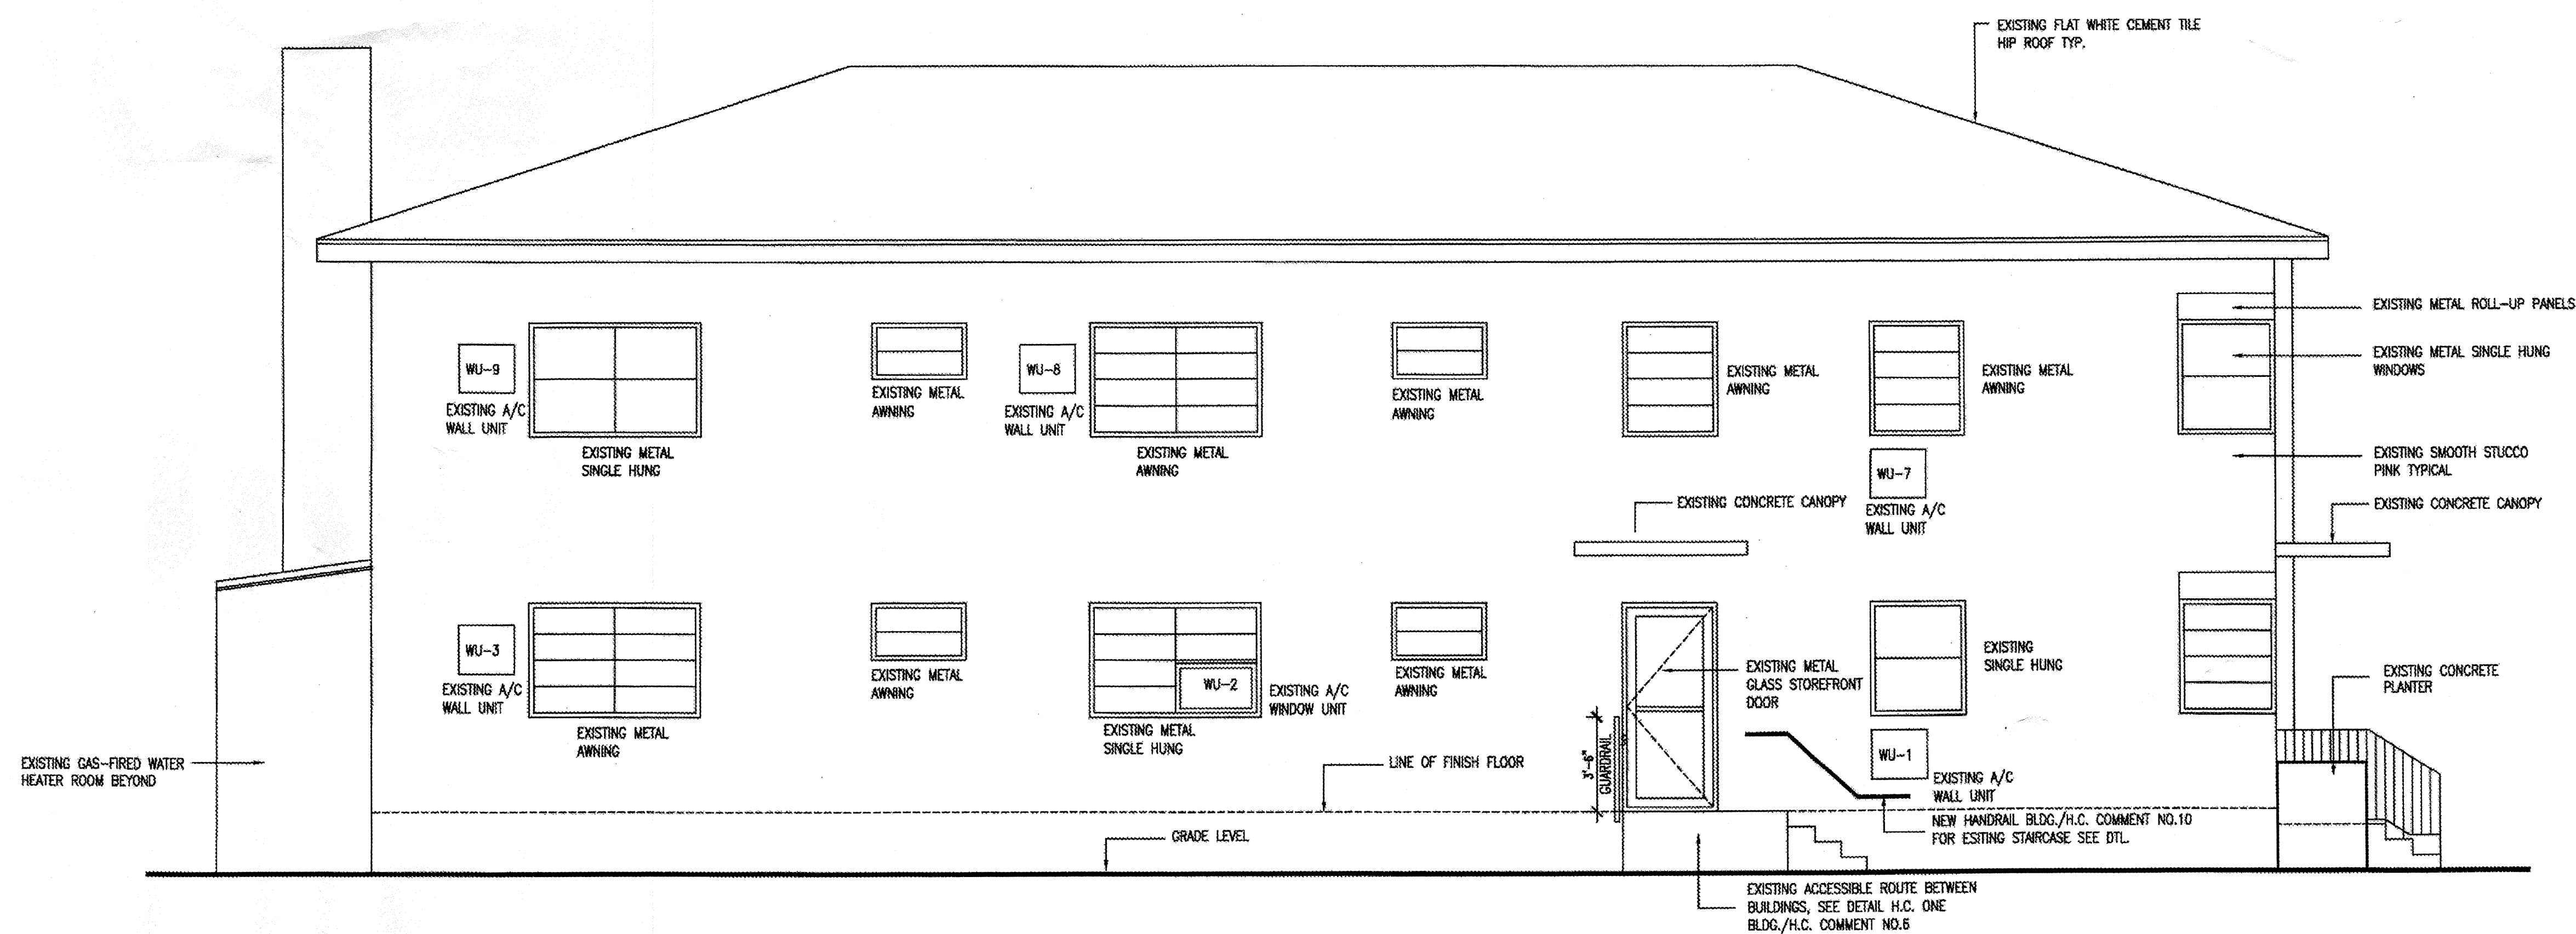 EXISTING FLAT WHITE CEMENT TILE
HIP ROOF TYP.
EXISTING METAL ROLL-UP PANELS
EXISTING METAL SINGLE HUNG
WINDOWS
WU-9
EXISTING A/C
WALL UNIT
EXISTING METAL
SINGLE HUNG
EXISTING METAL
AWNING
WU-8
EXISTING A/C
WALL UNIT
EXISTING METAL
AWNING
EXISTING METAL
AWNING
EXISTING METAL
AWNING
EXISTING METAL
AWNING
WU-7
EXISTING A/C
WALL UNIT
EXISTING SMOOTH STUCCO
PINK TYPICAL
EXISTING CONCRETE CANOPY
EXISTING CONCRETE CANOPY
WU-3
EXISTING A/C
WALL UNIT
EXISTING METAL
AWNING
EXISTING METAL
AWNING
WU-2
EXISTING A/C
WINDOW UNIT
EXISTING METAL
SINGLE HUNG
EXISTING METAL
AWNING
EXISTING METAL
GLASS STOREFRONT
DOOR
EXISTING
SINGLE HUNG
EXISTING CONCRETE
PLANTER
3'-6"
GUARDRAIL
WU-1
EXISTING A/C
WALL UNIT
EXISTING GAS-FIRED WATER
HEATER ROOM BEYOND
LINE OF FINISH FLOOR
GRADE LEVEL
NEW HANDRAIL BLDG./H.C. COMMENT NO.10
FOR ESITING STAIRCASE SEE DTL.
EXISTING ACCESSIBLE ROUTE BETWEEN
BUILDINGS, SEE DETAIL H.C. ONE
BLDG./H.C. COMMENT NO.5